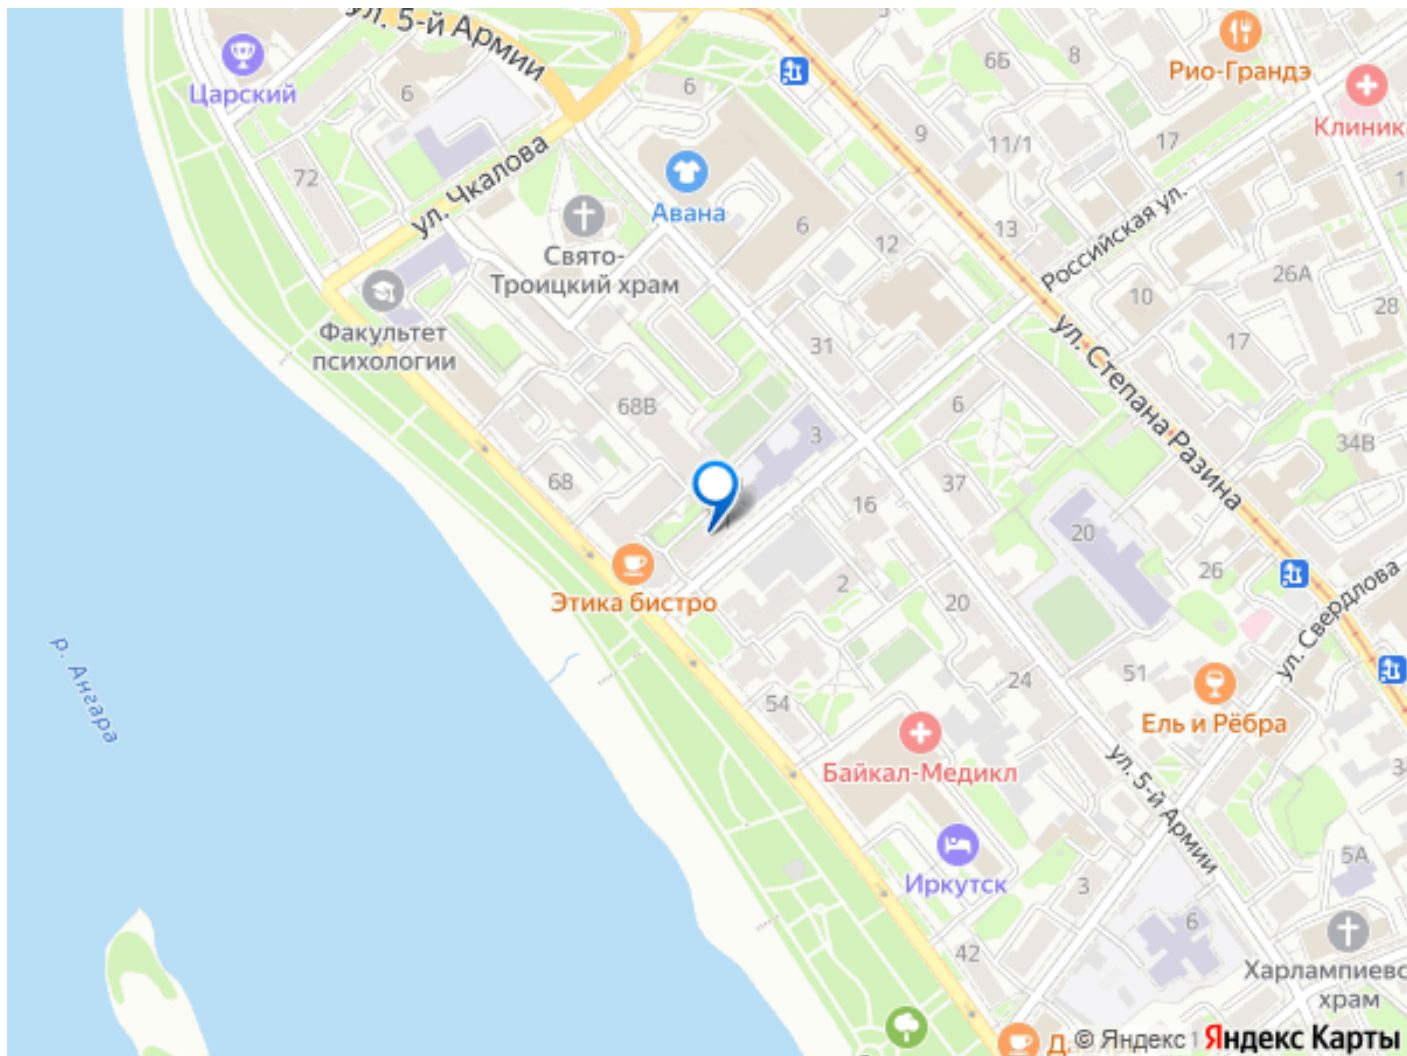 ул. 5-й Армии
Царский
6
6
6Б
8
Рио-Грандэ
Клиник
9
11/1
17
72
ул. Чкалова
Авана
Свято-
Троицкий храм
6
12
13
Российская ул.
26А
10
28
17
Факультет
психологии
31
ул. Степана Разина
68В
3
6
34В
68
37
16
20
26
Этика бистро
2
20
ул. Свердлова
р. Ангара
54
24
51
Ель и Рёбра
Байкал-Медикл
ул. 5-й Армии
Иркутск
3
5А
6
42
Харлампиевс
храм
© Яндекс
Яндекс Карты